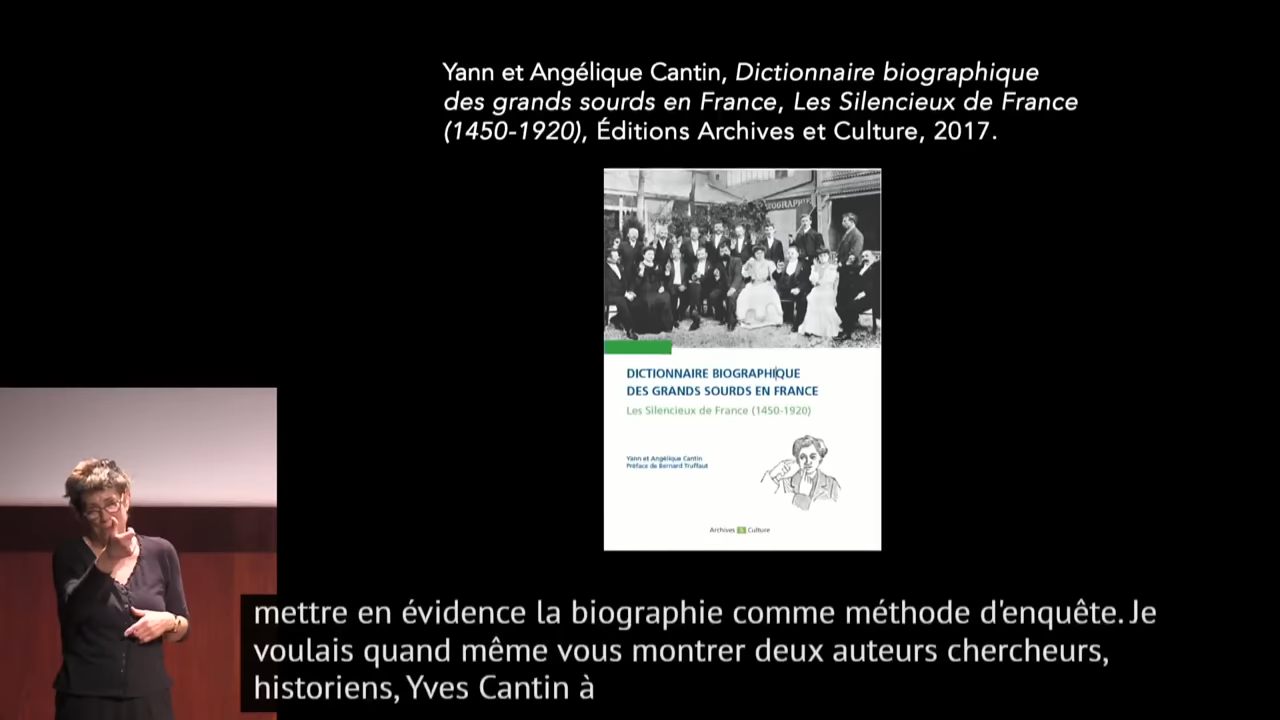 Yann et Angélique Cantin, Dictionnaire biographique
des grands sourds en France, Les Silencieux de France
(1450-1920), Éditions Archives et Culture, 2017.
TOGRAPHIE
DICTIONNAIRE BIOGRAPHIQUE
DES GRANDS SOURDS EN FRANCE
Les Silencieux de France (1450-1920)
Yann et Angélique Cantin
Préface de Bernard Truffaut
Archives & Culture
mettre en évidence la biographie comme méthode d'enquête. Je
voulais quand même vous montrer deux auteurs chercheurs,
historiens, Yves Cantin à